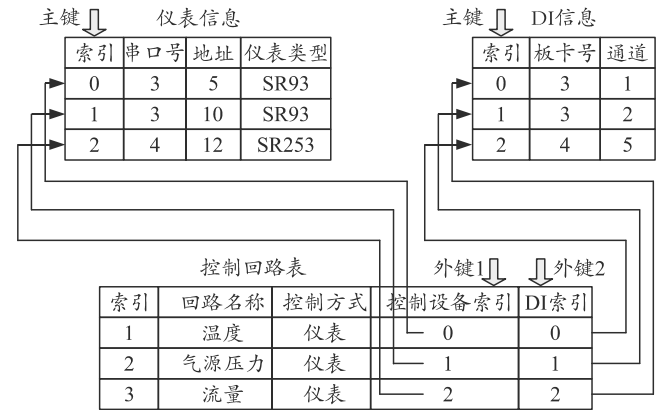 主键 仪表信息
索引 串口号 地址 仪表类型
0 3 5 SR93
1 3 10 SR93
2 4 12 SR253
主键 DI信息
索引 板卡号 通道
0 3 1
1 3 2
2 4 5
控制回路表 外键1 外键2
索引 回路名称 控制方式 控制设备索引 DI索引
1 温度 仪表 0 0
2 气源压力 仪表 1 1
3 流量 仪表 2 2